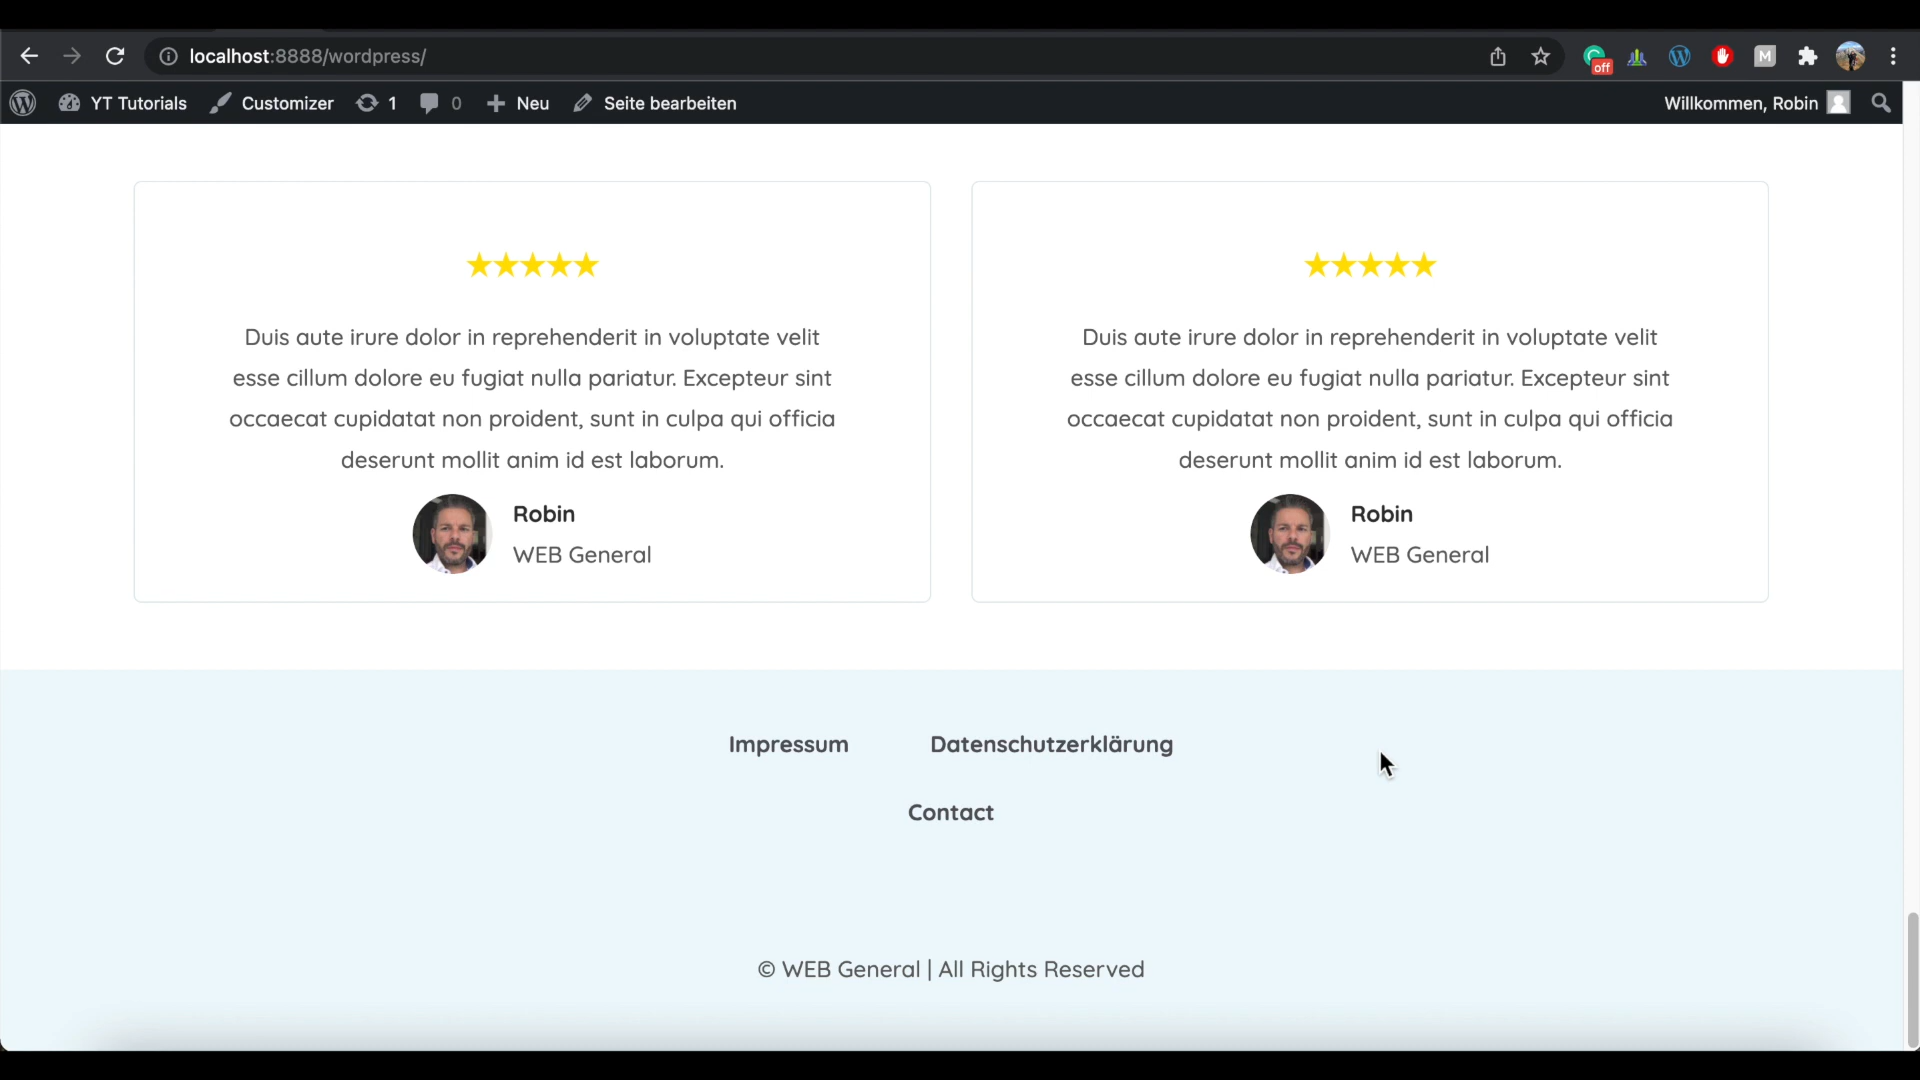 localhost:8888/wordpress/
off
M
YT Tutorials Customizer 1 0 Neu Seite bearbeiten Willkommen, Robin
★★★★★
Duis aute irure dolor in reprehenderit in voluptate velit
esse cillum dolore eu fugiat nulla pariatur. Excepteur sint
occaecat cupidatat non proident, sunt in culpa qui officia
deserunt mollit anim id est laborum.
Robin
WEB General
★★★★★
Duis aute irure dolor in reprehenderit in voluptate velit
esse cillum dolore eu fugiat nulla pariatur. Excepteur sint
occaecat cupidatat non proident, sunt in culpa qui officia
deserunt mollit anim id est laborum.
Robin
WEB General
Impressum Datenschutzerklärung
Contact
© WEB General | All Rights Reserved